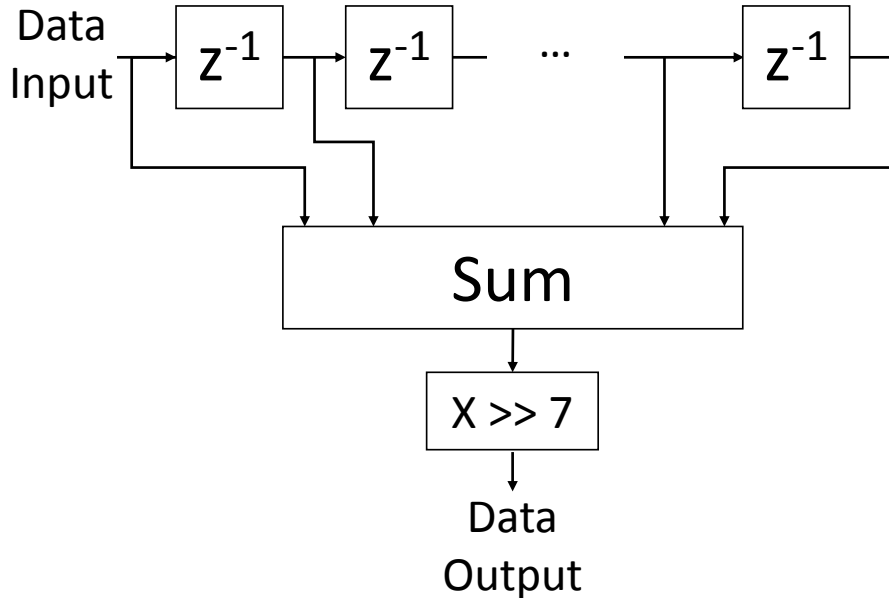 Data
Input
z⁻¹
z⁻¹
...
z⁻¹
Sum
X >> 7
Data
Output